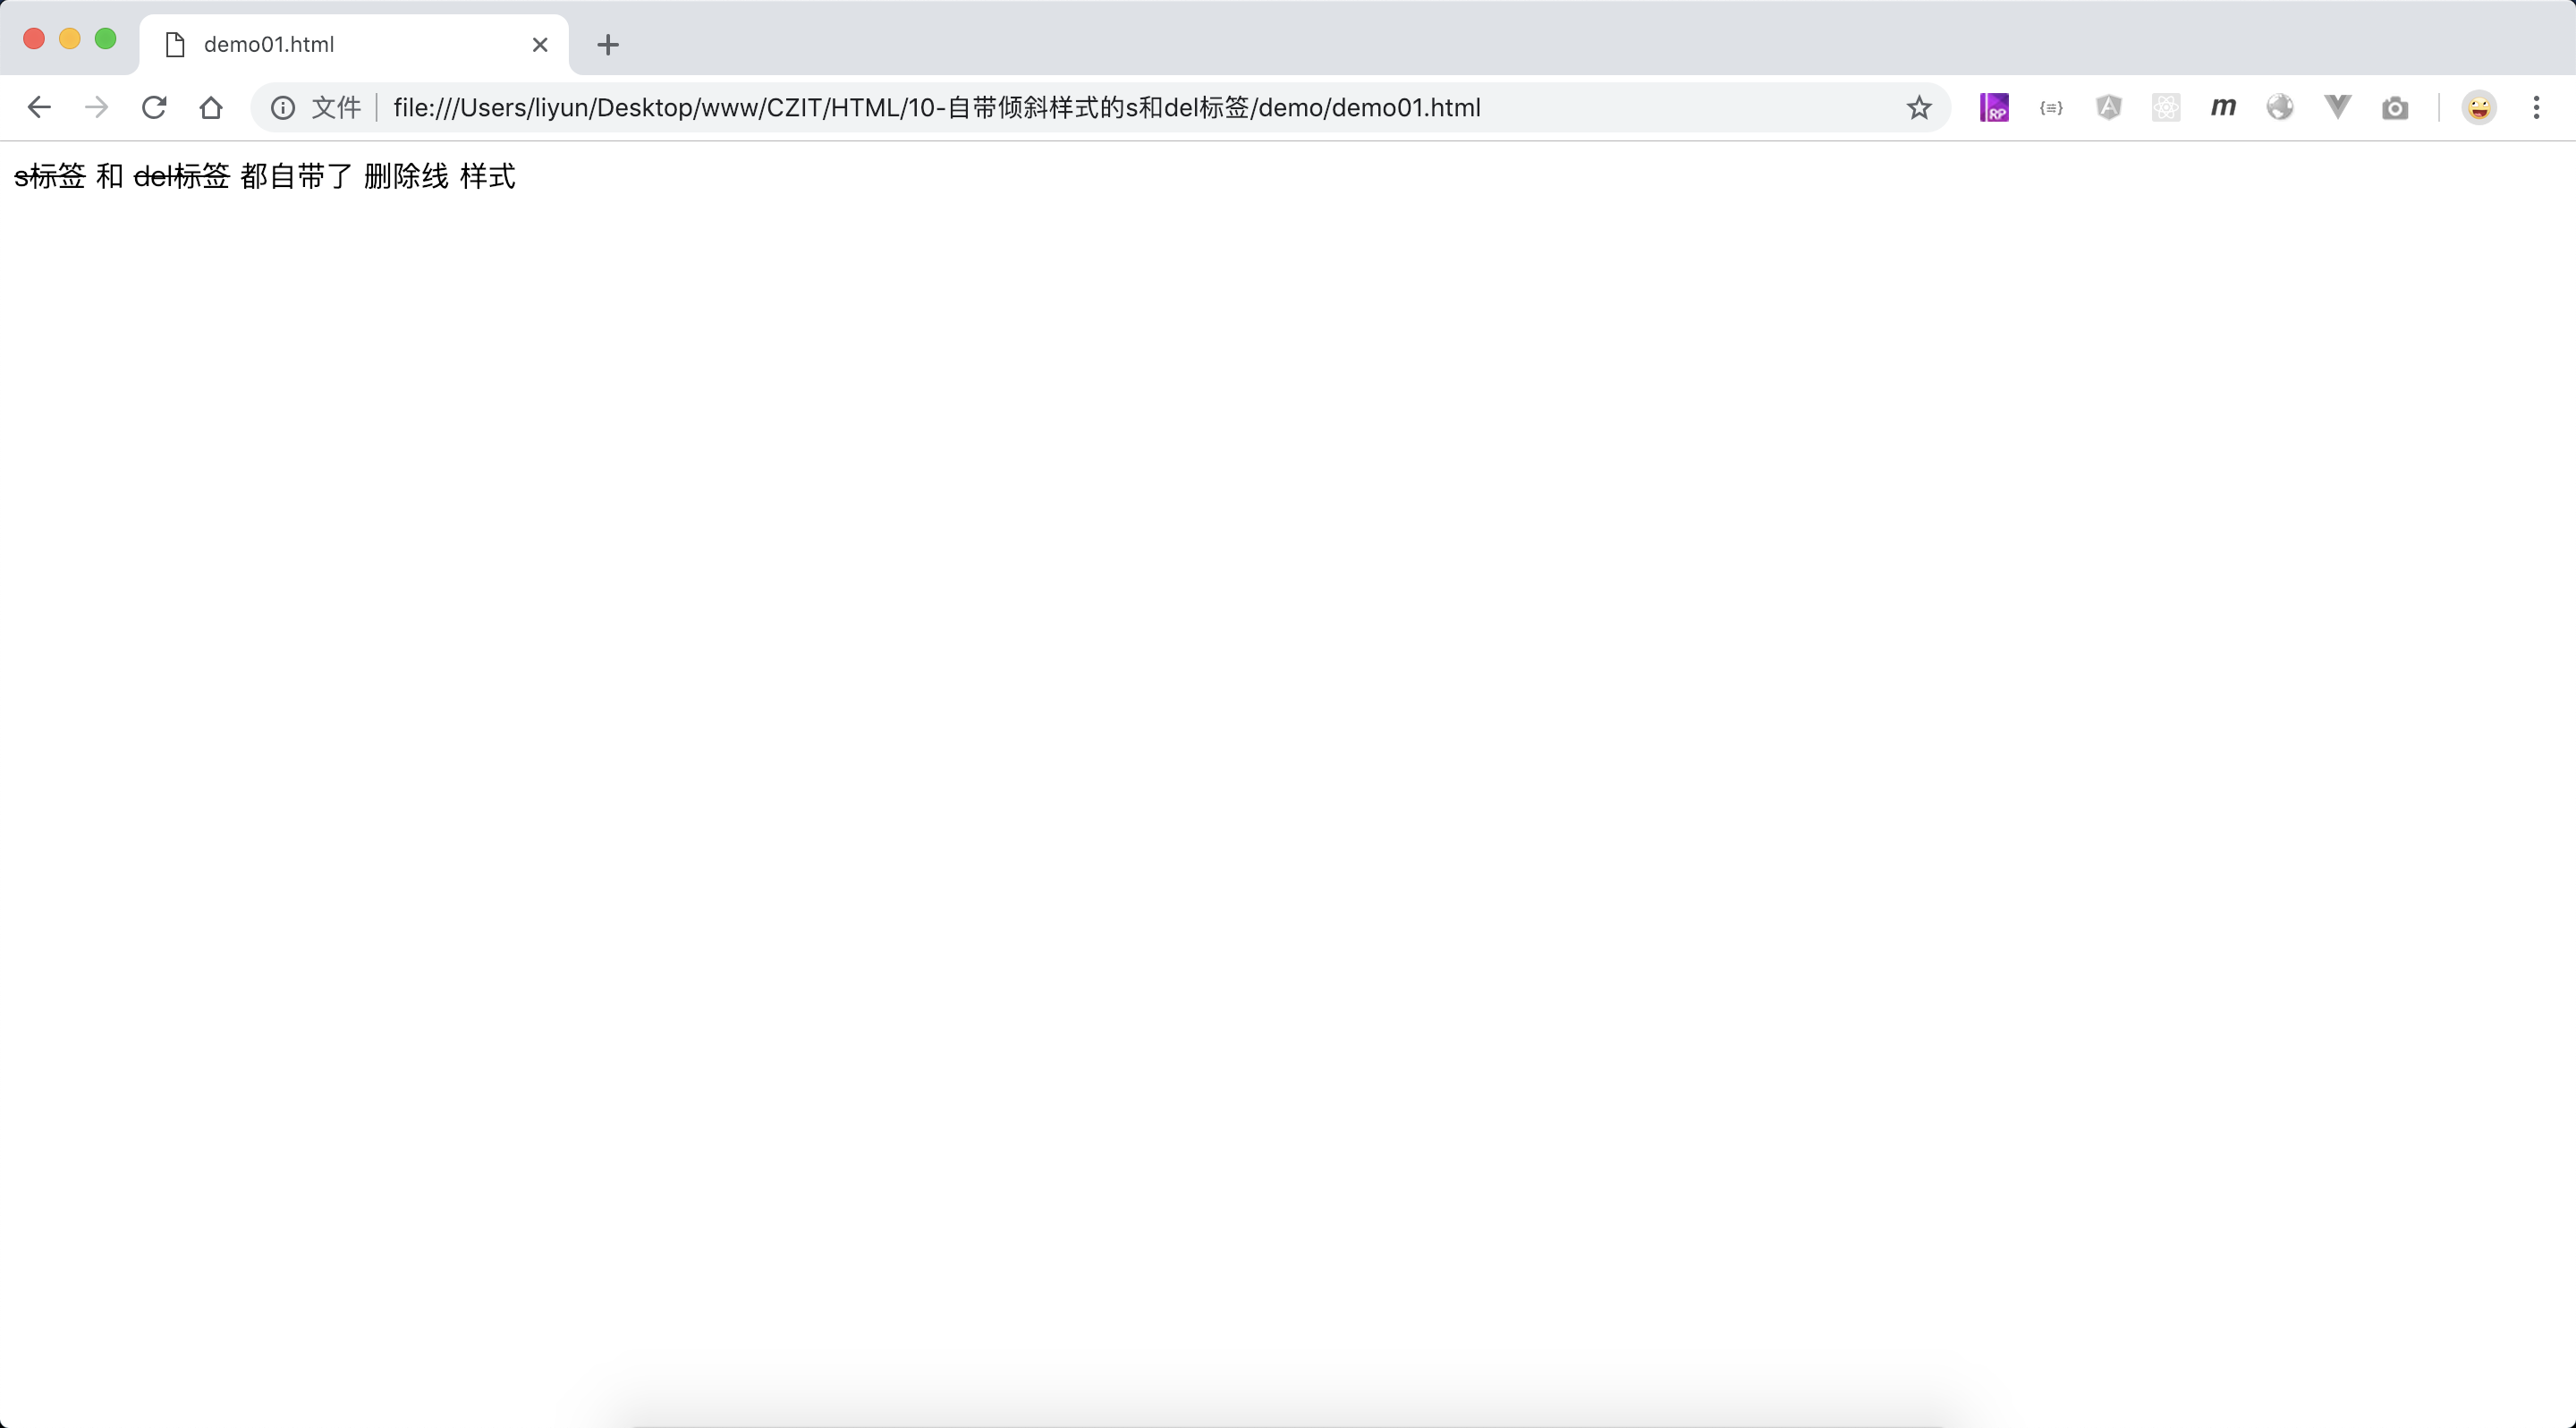 demo01.html
文件 file:///Users/liyun/Desktop/www/CZIT/HTML/10-自带倾斜样式的s和del标签/demo/demo01.html
RP {≡} A m
s标签 和 del标签 都自带了 删除线 样式